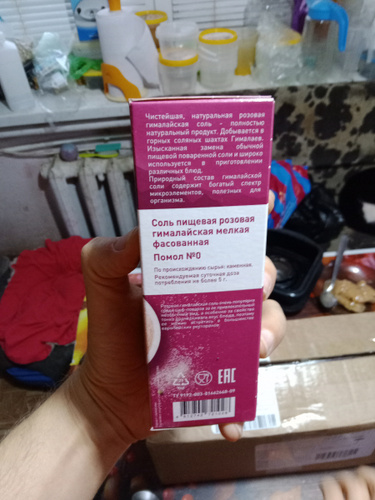 Чистейшая, натуральная розовая
гималайская соль - полностью
натуральный продукт. Добывается в
горных соляных шахтах Гималаев.
Изысканная замена обычной
пищевой поваренной соли и широко
используется в приготовлении
различных блюд.
Природный состав гималайской
соли содержит богатый спектр
микроэлементов, полезных для
организма.
Соль пищевая розовая
гималайская мелкая
фасованная
Помол №0
По происхождению сырья: каменная.
Рекомендуемая суточная доза
потребления не более 5 г.
EAC